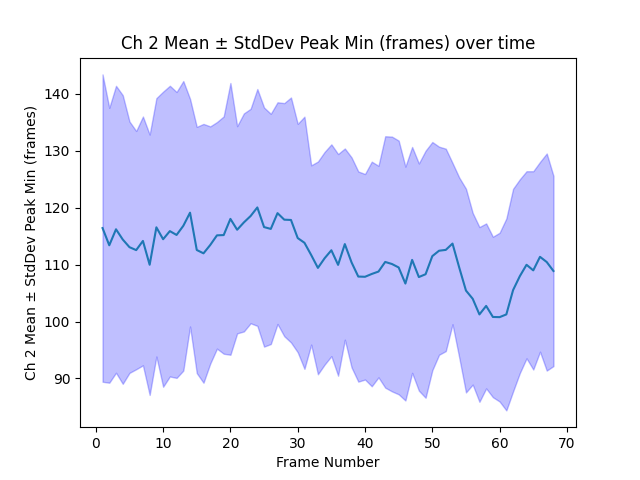 Ch 2 Mean ± StdDev Peak Min (frames) over time
Ch 2 Mean ± StdDev Peak Min (frames)
140
130
120
110
100
90
0 10 20 30 40 50 60 70
Frame Number